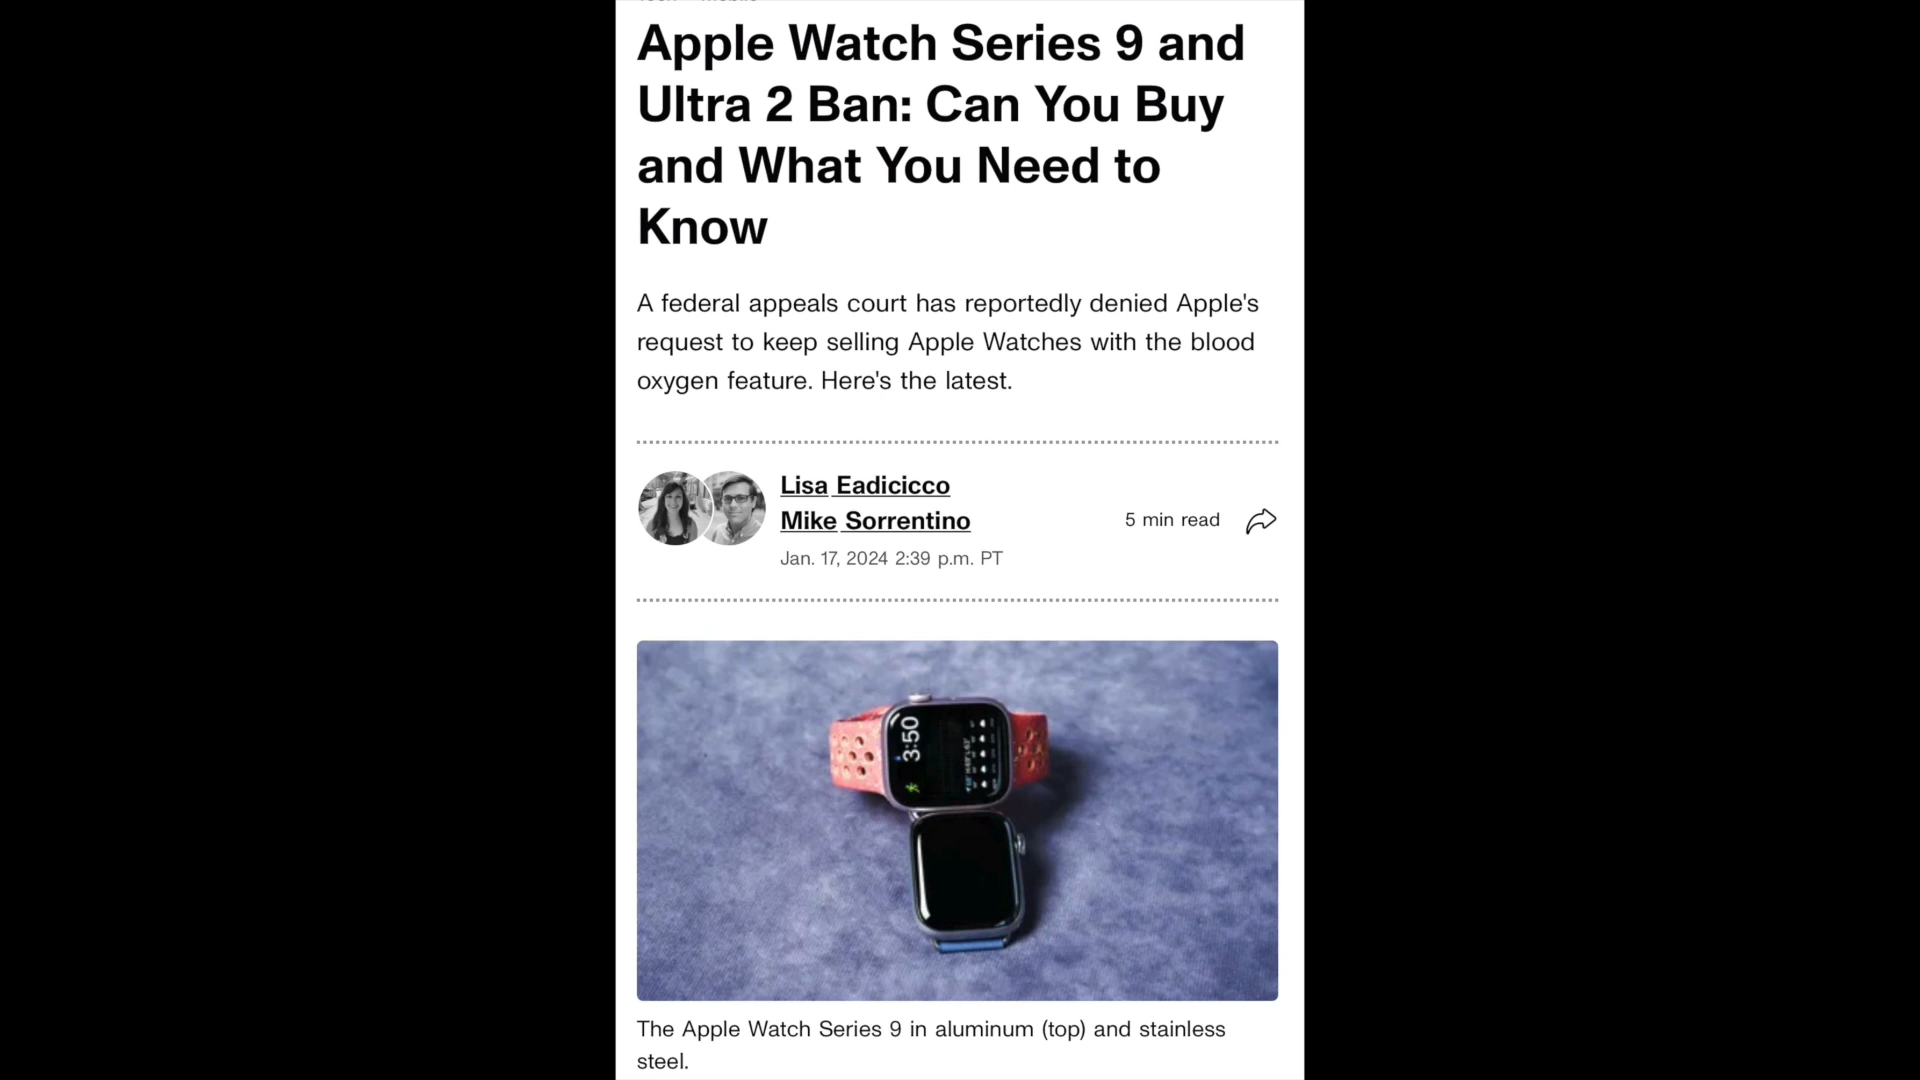 Apple Watch Series 9 and
Ultra 2 Ban: Can You Buy
and What You Need to
Know
A federal appeals court has reportedly denied Apple's
request to keep selling Apple Watches with the blood
oxygen feature. Here's the latest.
Lisa Eadicicco
Mike Sorrentino
5 min read
Jan. 17, 2024 2:39 p.m. PT
3:50
The Apple Watch Series 9 in aluminum (top) and stainless
steel.